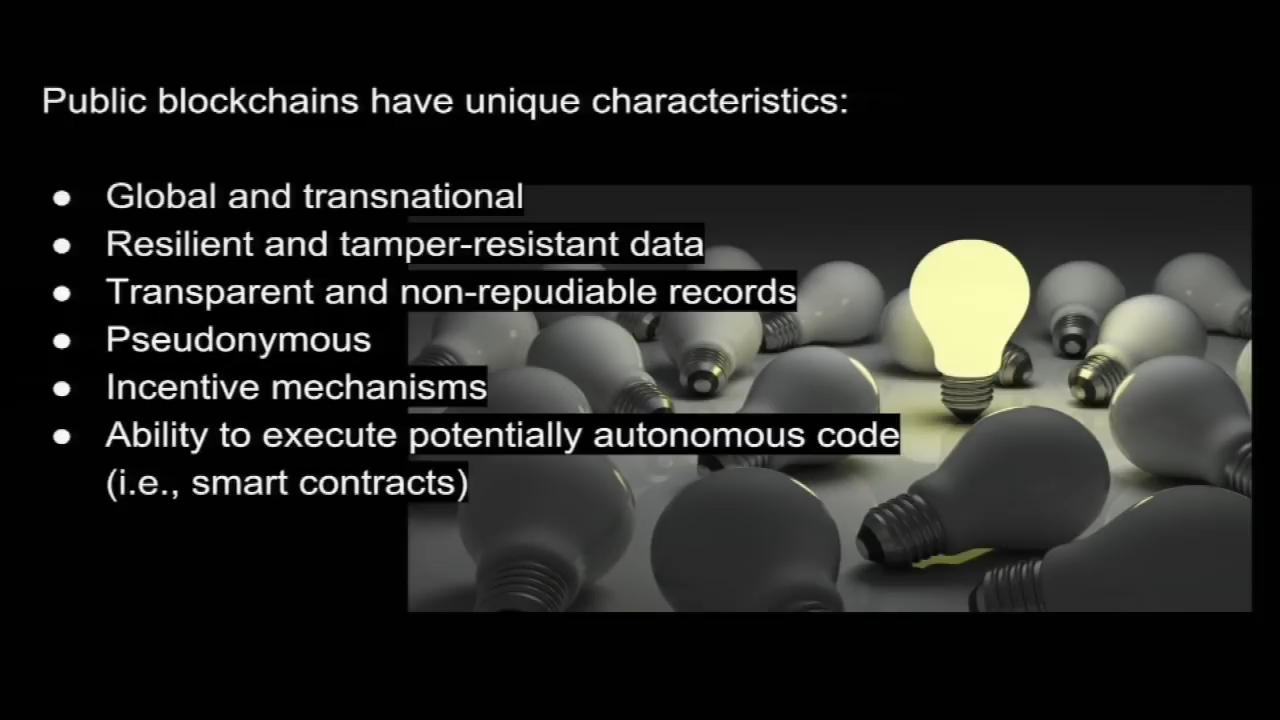 Public blockchains have unique characteristics:
● Global and transnational
● Resilient and tamper-resistant data
● Transparent and non-repudiable records
● Pseudonymous
● Incentive mechanisms
● Ability to execute potentially autonomous code
(i.e., smart contracts)